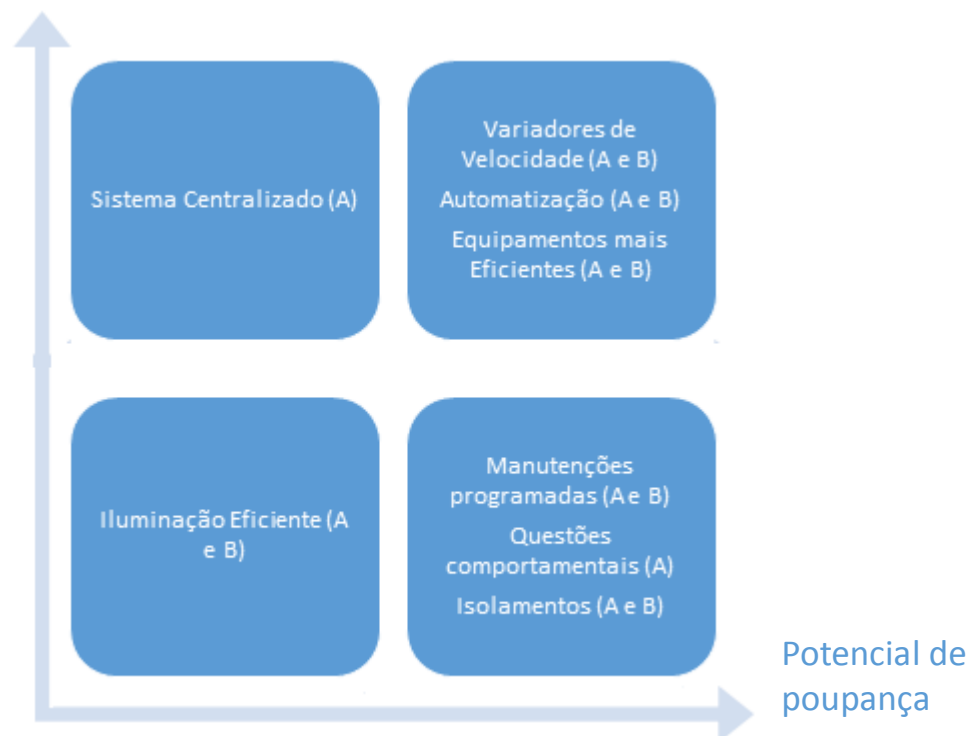 Sistema Centralizado (A)
Variadores de
Velocidade (A e B)
Automatização (A e B)
Equipamentos mais
Eficientes (A e B)
Iluminação Eficiente (A
e B)
Manutenções
programadas (A e B)
Questões
comportamentais (A)
Isolamentos (A e B)
Potencial de
poupança